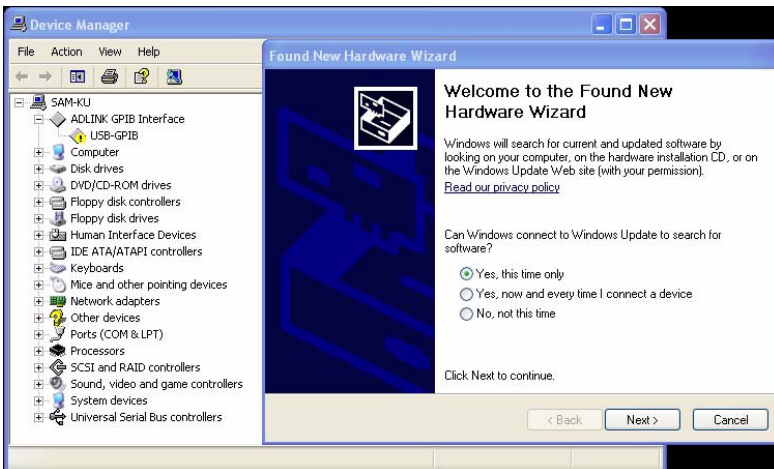 Device Manager
File Action View Help
SAM-KU
ADLINK GPIB Interface
USB-GPIB
Computer
Disk drives
DVD/CD-ROM drives
Floppy disk controllers
Floppy disk drives
Human Interface Devices
IDE ATA/ATAPI controllers
Keyboards
Mice and other pointing devices
Network adapters
Other devices
Ports (COM & LPT)
Processors
SCSI and RAID controllers
Sound, video and game controllers
System devices
Universal Serial Bus controllers
Found New Hardware Wizard
Welcome to the Found New
Hardware Wizard
Windows will search for current and updated software by
looking on your computer, on the hardware installation CD, or on
the Windows Update Web site (with your permission).
Read our privacy policy
Can Windows connect to Windows Update to search for
software?
Yes, this time only
Yes, now and every time I connect a device
No, not this time
Click Next to continue.
< Back Next > Cancel